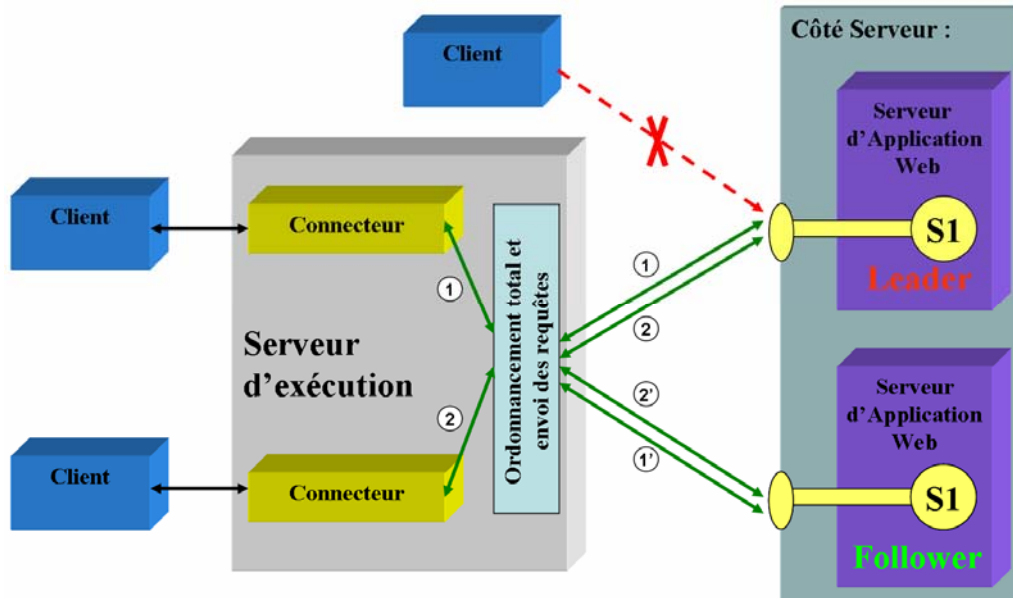 Côté Serveur :
Client
Serveur
d'Application
Web
S1
Leader
Client
Connecteur
1
Ordonnancement total et
envoi des requêtes
1
2
Serveur
d'exécution
2
2'
1'
Client
Connecteur
Serveur
d'Application
Web
S1
Follower